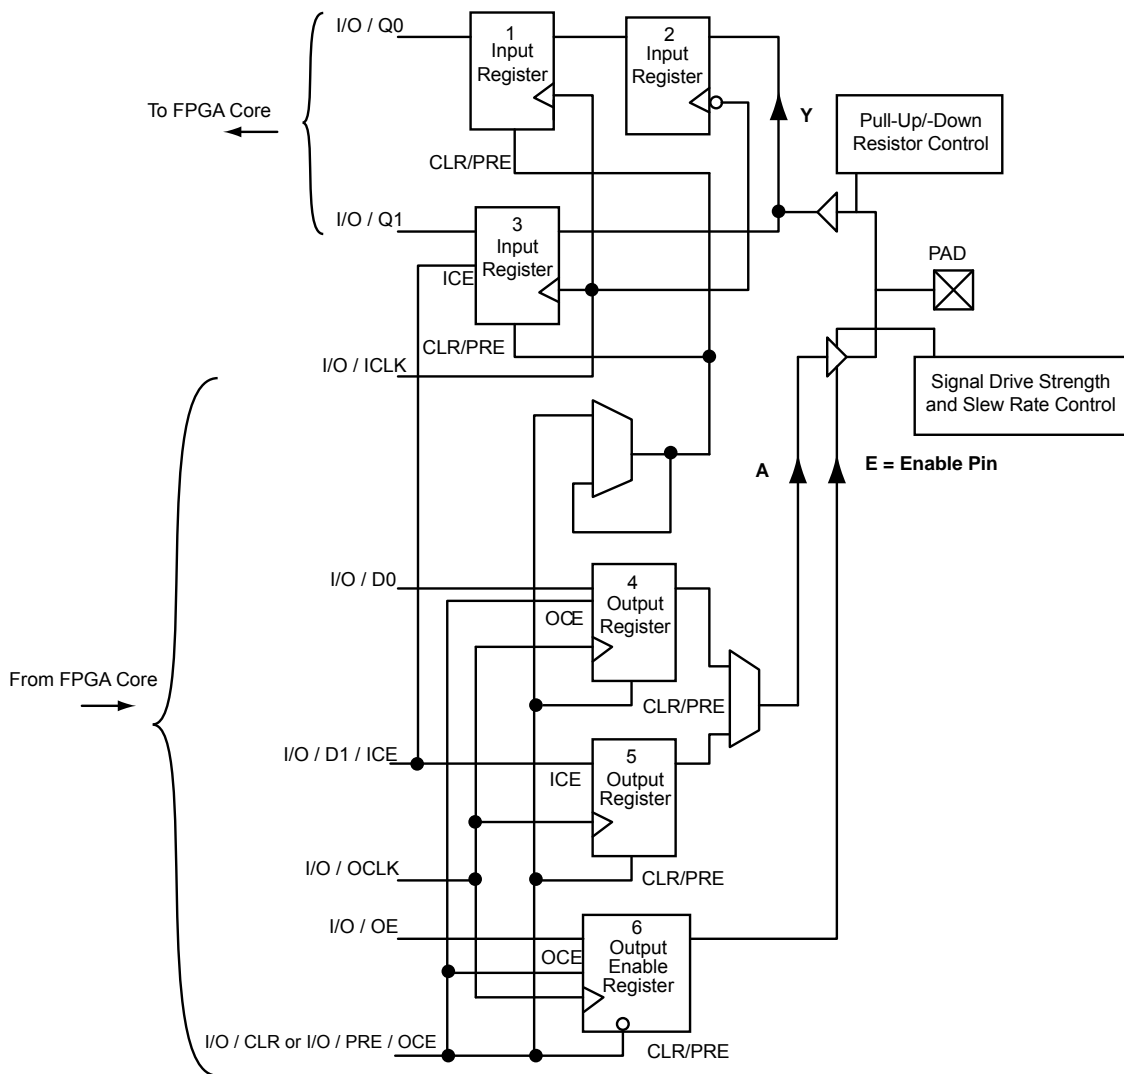 I/O / Q0
1
Input
Register
2
Input
Register
To FPGA Core
Y
Pull-Up/-Down
Resistor Control
CLR/PRE
I/O / Q1
3
Input
Register
ICE
PAD
CLR/PRE
I/O / ICLK
Signal Drive Strength
and Slew Rate Control
A
E = Enable Pin
I/O / D0
4
Output
Register
OCE
From FPGA Core
CLR/PRE
I/O / D1 / ICE
5
Output
Register
ICE
I/O / OCLK
CLR/PRE
I/O / OE
6
Output
Enable
Register
OCE
I/O / CLR or I/O / PRE / OCE
CLR/PRE